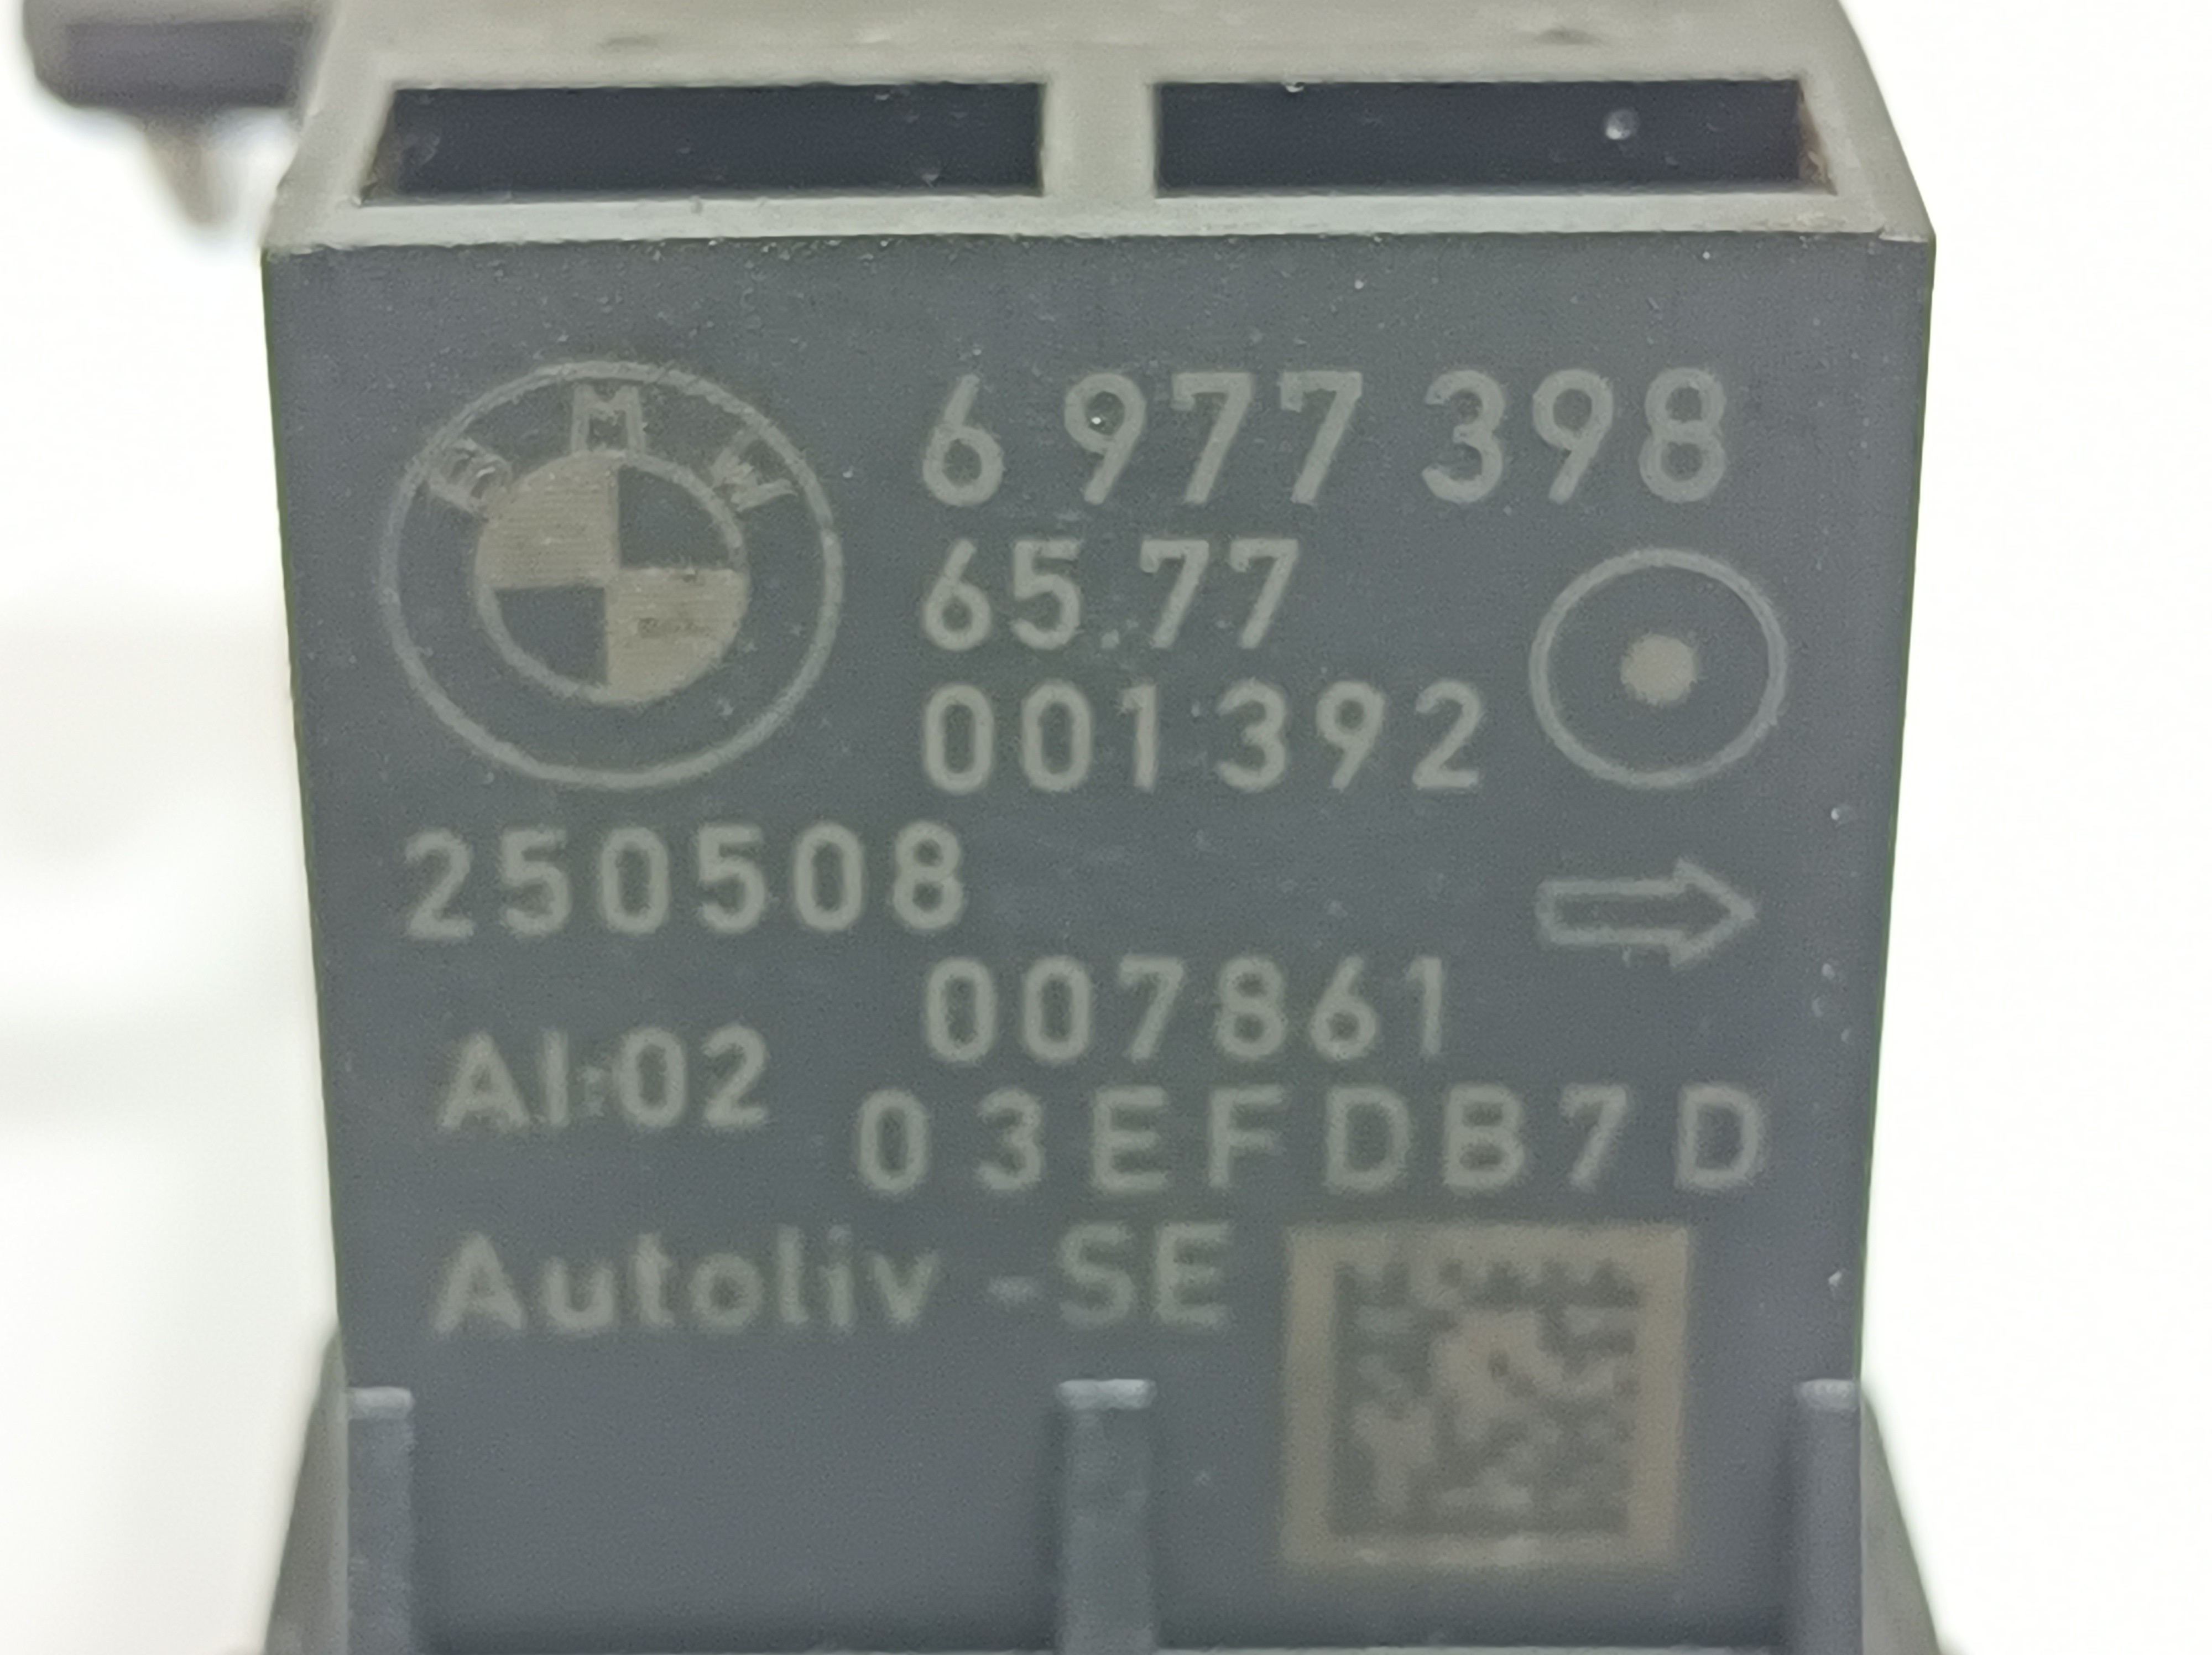 BMW
6 977 398
65.77
001392
250508
007861
AI:02
03EFDB7D
Autoliv -SE